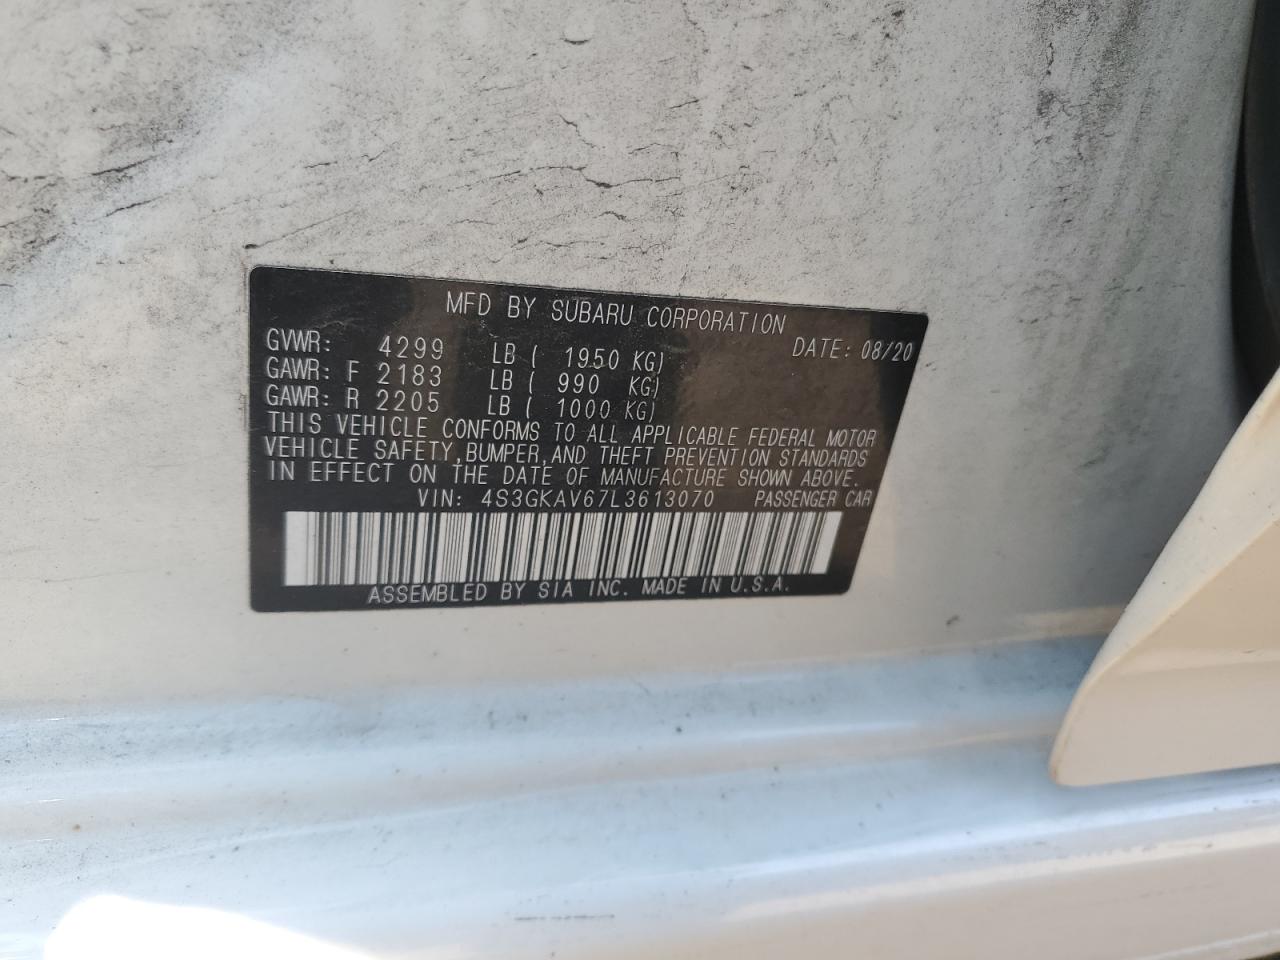 MFD BY SUBARU CORPORATION
GVWR: 4299 LB ( 1950 KG) DATE: 08/20
GAWR: F 2183 LB ( 990 KG)
GAWR: R 2205 LB ( 1000 KG)
THIS VEHICLE CONFORMS TO ALL APPLICABLE FEDERAL MOTOR
VEHICLE SAFETY, BUMPER, AND THEFT PREVENTION STANDARDS
IN EFFECT ON THE DATE OF MANUFACTURE SHOWN ABOVE.
VIN: 4S3GKAV67L3613070 PASSENGER CAR
ASSEMBLED BY SIA INC. MADE IN U.S.A.